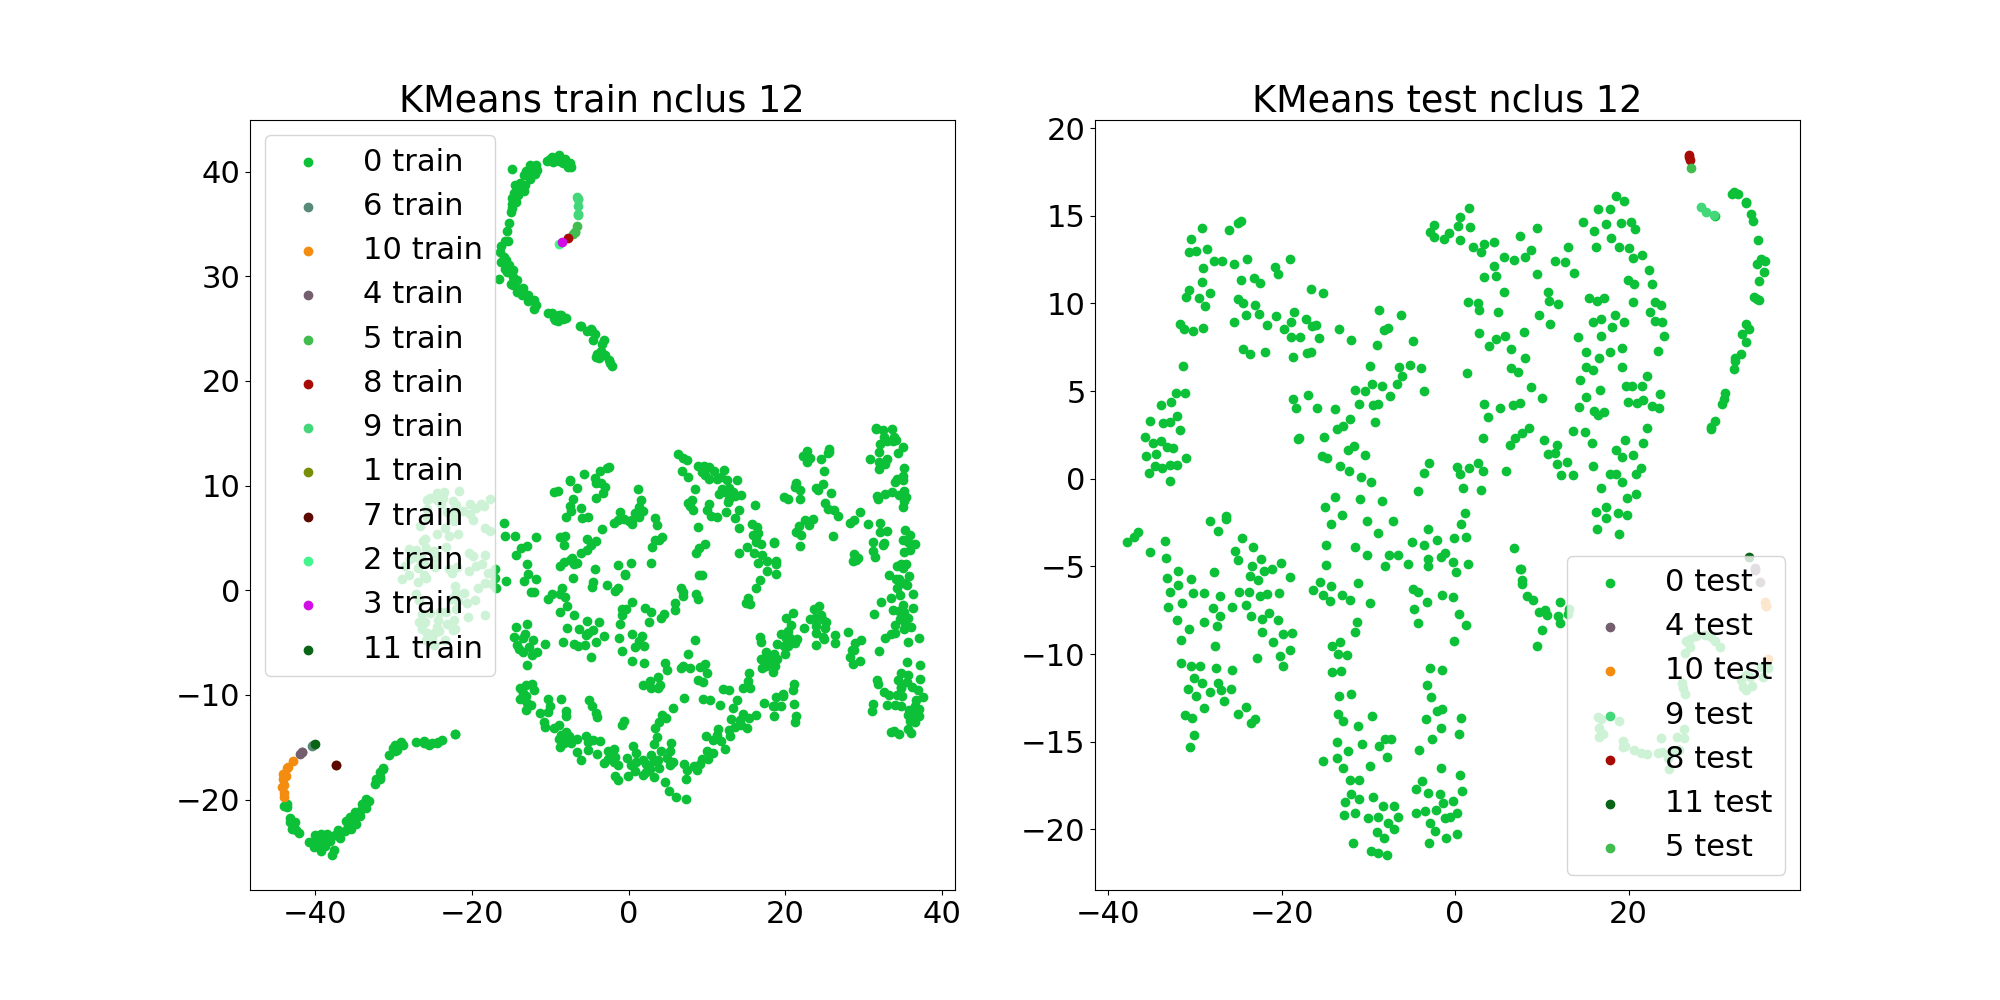 KMeans train nclus 12
40
30
20
10
0
−10
−20
−40
−20
0
20
40
0 train
6 train
10 train
4 train
5 train
8 train
9 train
1 train
7 train
2 train
3 train
11 train
KMeans test nclus 12
20
15
10
5
0
−5
−10
−15
−20
−40
−20
0
20
0 test
4 test
10 test
9 test
8 test
11 test
5 test